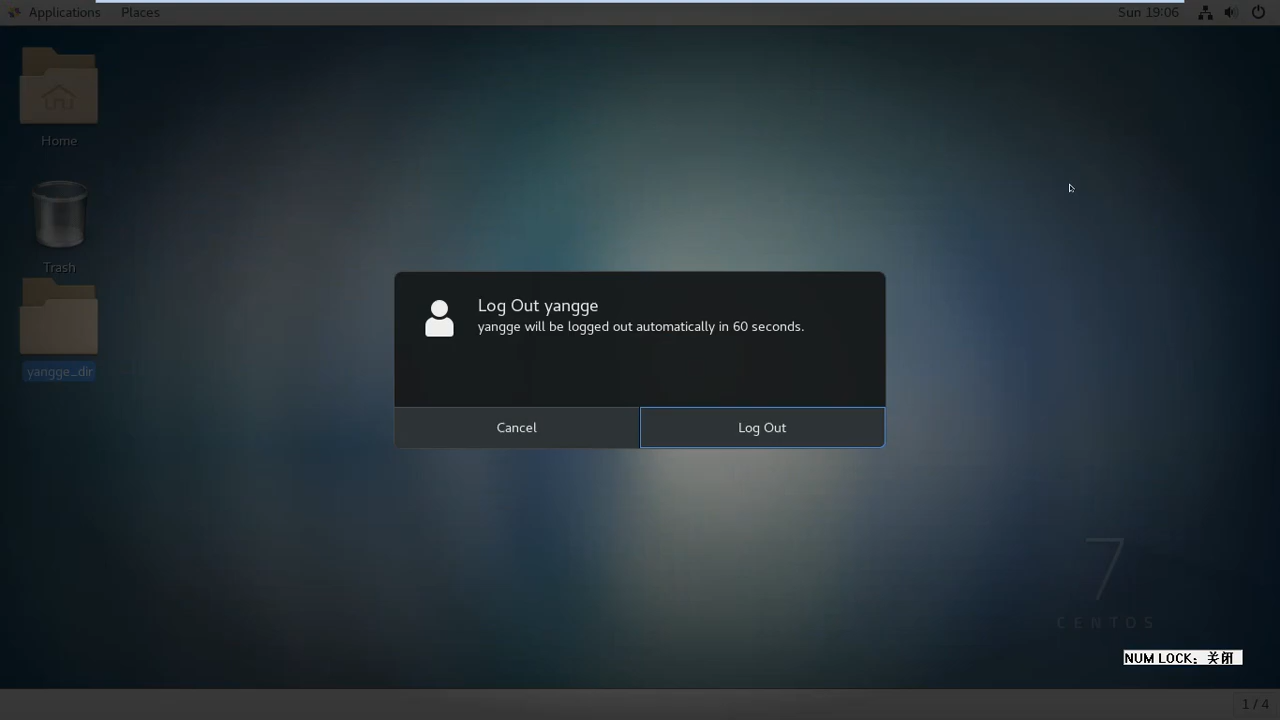 Applications Places Sun 19:06
Home
Trash
yangge_dir
Log Out yangge
yangge will be logged out automatically in 60 seconds.
Cancel Log Out
7
CENTOS
NUM LOCK：关闭
1 / 4